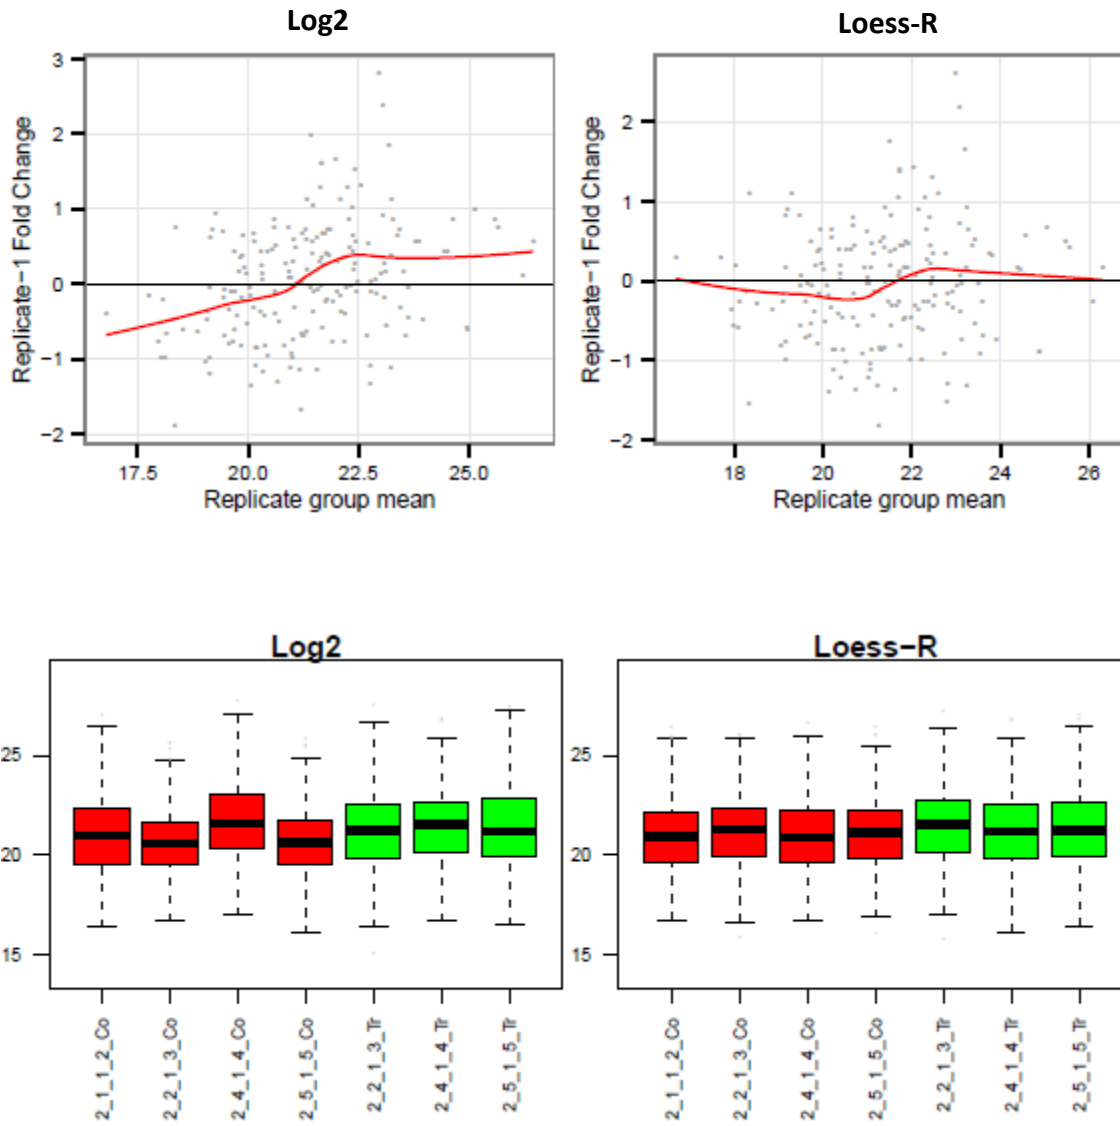 Log2
Loess-R
3
2
1
0
−1
−2
Replicate−1 Fold Change
17.5 20.0 22.5 25.0
Replicate group mean
2
1
0
−1
−2
Replicate−1 Fold Change
18 20 22 24 26
Replicate group mean
Log2
25
20
15
2_1_1_2_Co
2_2_1_3_Co
2_4_1_4_Co
2_5_1_5_Co
2_2_1_3_Tr
2_4_1_4_Tr
2_5_1_5_Tr
Loess−R
25
20
15
2_1_1_2_Co
2_2_1_3_Co
2_4_1_4_Co
2_5_1_5_Co
2_2_1_3_Tr
2_4_1_4_Tr
2_5_1_5_Tr